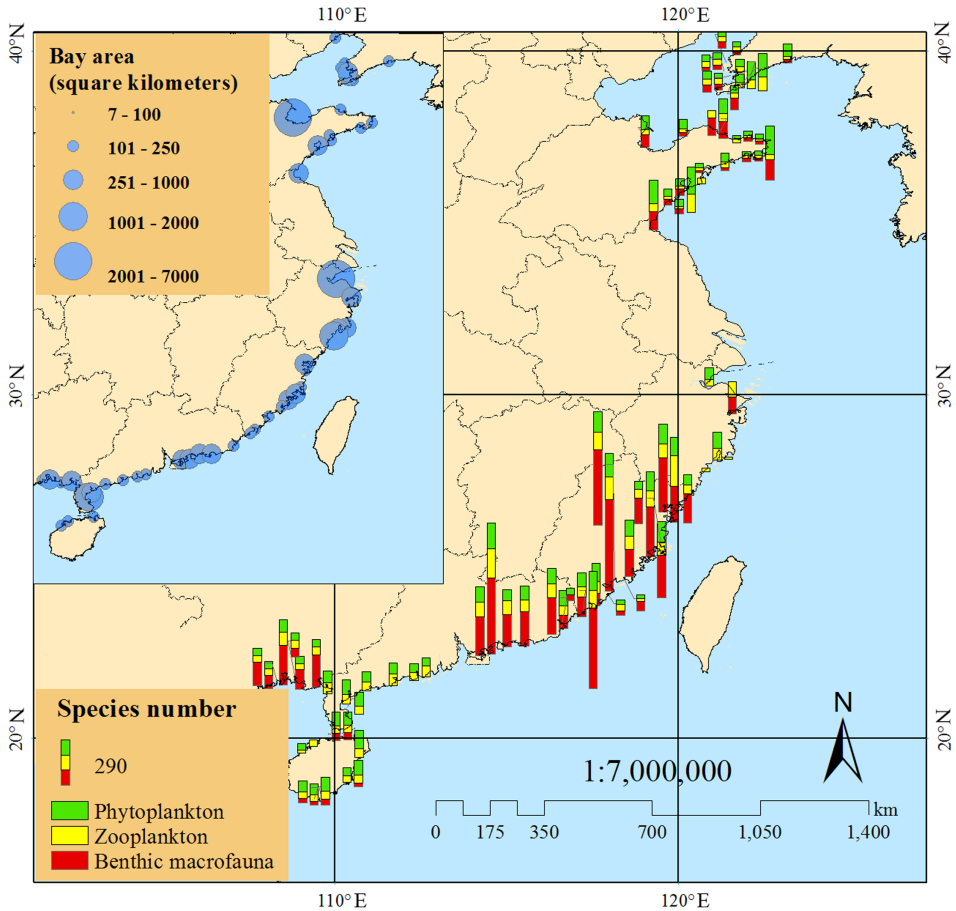 110°E
120°E
40°N
40°N
Bay area
(square kilometers)
7 - 100
101 - 250
251 - 1000
1001 - 2000
2001 - 7000
30°N
30°N
Species number
290
Phytoplankton
Zooplankton
Benthic macrofauna
20°N
20°N
N
1:7,000,000
km
0
175
350
700
1,050
1,400
110°E
120°E